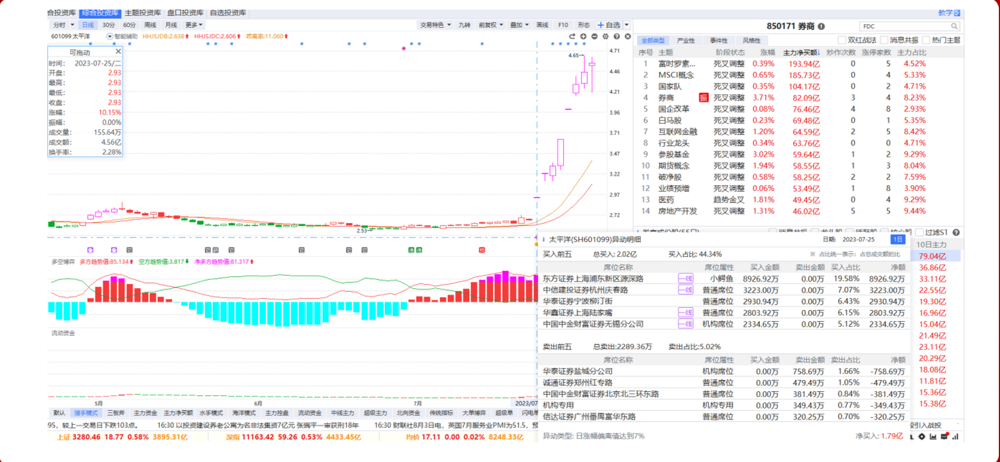 合投资库 综合投资库 主题投资库 盘口投资库 自选投资库 教学
分时 日线 30分 60分 周线 月线 更多 交易特色 九转 前复权 叠加 画线 F10 形态 +自选
850171 券商 FDC
601099 太平洋 智能辅助 HHJSJDB:2.638 HHJSJDC:2.606 乖离率:11.060
可拖动
时间: 2023-07-25/二
开盘: 2.93
最高: 2.93
最低: 2.93
收盘: 2.93
涨幅: 10.15%
振幅: 0.00%
成交量: 155.64万
成交额: 4.56亿
换手率: 2.28%
4.65
2.53
4.71
4.46
4.21
3.96
3.71
3.47
3.22
2.97
2.72
全部类型 产业性 事件性 风格性 双红战法 消息共振 热门主题
序号 主题 阶段状态 涨幅 主力净买额 炒作次数 涨停家数 主力占比
1 富时罗素... 死叉调整 0.39% 193.94亿 0 5 4.52%
2 MSCI概念 死叉调整 0.65% 185.73亿 0 4 5.33%
3 国家队 死叉调整 0.35% 104.17亿 0 2 4.71%
4 券商 振 死叉调整 3.71% 82.09亿 3 4 8.23%
5 国企改革 死叉调整 0.08% 76.46亿 4 8 2.93%
6 白马股 死叉调整 0.23% 69.48亿 0 1 5.35%
7 互联网金融 死叉调整 1.20% 64.59亿 2 5 8.42%
8 行业龙头 死叉调整 0.34% 63.76亿 0 0 4.71%
9 参股基金 死叉调整 3.02% 59.64亿 1 2 9.29%
10 期货概念 死叉调整 1.94% 58.55亿 1 3 8.04%
11 破净股 死叉调整 0.58% 58.25亿 2 2 7.59%
12 业绩预增 死叉调整 0.06% 53.49亿 1 8 3.90%
13 医药 趋势金叉 1.81% 49.45亿 0 4 9.29%
14 房地产开发 死叉调整 1.31% 46.02亿 5 5 9.44%
过滤ST
10日主力
79.04亿
36.86亿
33.11亿
22.55亿
19.30亿
16.96亿
15.04亿
21.49亿
23.11亿
20.29亿
18.08亿
11.81亿
15.36亿
15.38亿
多空博弈 多方趋势值:85.134 空方趋势值:3.817 净多方趋势值:81.317
流动资金
5月 6月 7月 2023/07
太平洋(SH601099)异动明细 日期: 2023-07-25 1日
买入前五 总买入: 2.02亿 买入占比: 44.34% ※ 占比统一表示: 占总成交额的比
席位名称 席位属性 买入金额 卖出金额 买入占比 净额
东方证券上海浦东新区源深路 一线 小鳄鱼 8926.92万 0.00万 19.58% 8926.92万
中信建投证券杭州庆春路 一线 普通席位 3223.00万 0.00万 7.07% 3223.00万
华泰证券宁波柳汀街 普通席位 2930.94万 0.00万 6.43% 2930.94万
华鑫证券上海陆家嘴 一线 普通席位 2803.92万 0.00万 6.15% 2803.92万
中国中金财富证券无锡分公司 一线 机构席位 2334.65万 0.00万 5.12% 2334.65万
卖出前五 总卖出:2289.36万 卖出占比:5.02%
席位名称 席位属性 买入金额 卖出金额 卖出占比 净额
华泰证券盐城分公司 机构席位 0.00万 758.69万 1.66% -758.69万
诚通证券郑州红专路 普通席位 0.00万 479.49万 1.05% -479.49万
中国中金财富证券北京北三环东路 普通席位 0.00万 381.49万 0.84% -381.49万
机构专用 机构专用 0.00万 349.43万 0.77% -349.43万
信达证券广州番禺富华东路 普通席位 0.00万 320.25万 0.70% -320.25万
异动类型: 日涨幅偏离值达到7% 净买入: 1.79亿
默认 猎手模式 三板斧 主力资金 主力净买额 水手模式 海洋模式 主力控盘 流动资金 中线主力 超级主力 北向资金 传统指标 大单博弈 超级单 闪电单
95，较上一交易日下跌103点。 16:30 以投资建设养老公寓为名非法集资7亿元 张碗平一审获刑18年 16:30 财联社8月3日电，英国7月服务业PMI为51.5，预
引入战投
上证 3280.46 18.77 0.58% 3895.31亿 深指 11163.42 59.26 0.53% 4433.45亿 均价 17.11 0.00 0.02% 8248.33亿